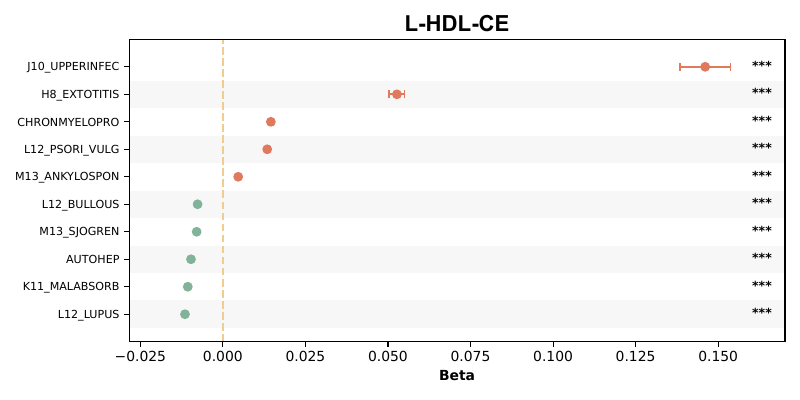 L-HDL-CE
J10_UPPERINFEC ***
H8_EXTOTITIS ***
CHRONMYELOPRO ***
L12_PSORI_VULG ***
M13_ANKYLOSPON ***
L12_BULLOUS ***
M13_SJOGREN ***
AUTOHEP ***
K11_MALABSORB ***
L12_LUPUS ***
−0.025 0.000 0.025 0.050 0.075 0.100 0.125 0.150
Beta